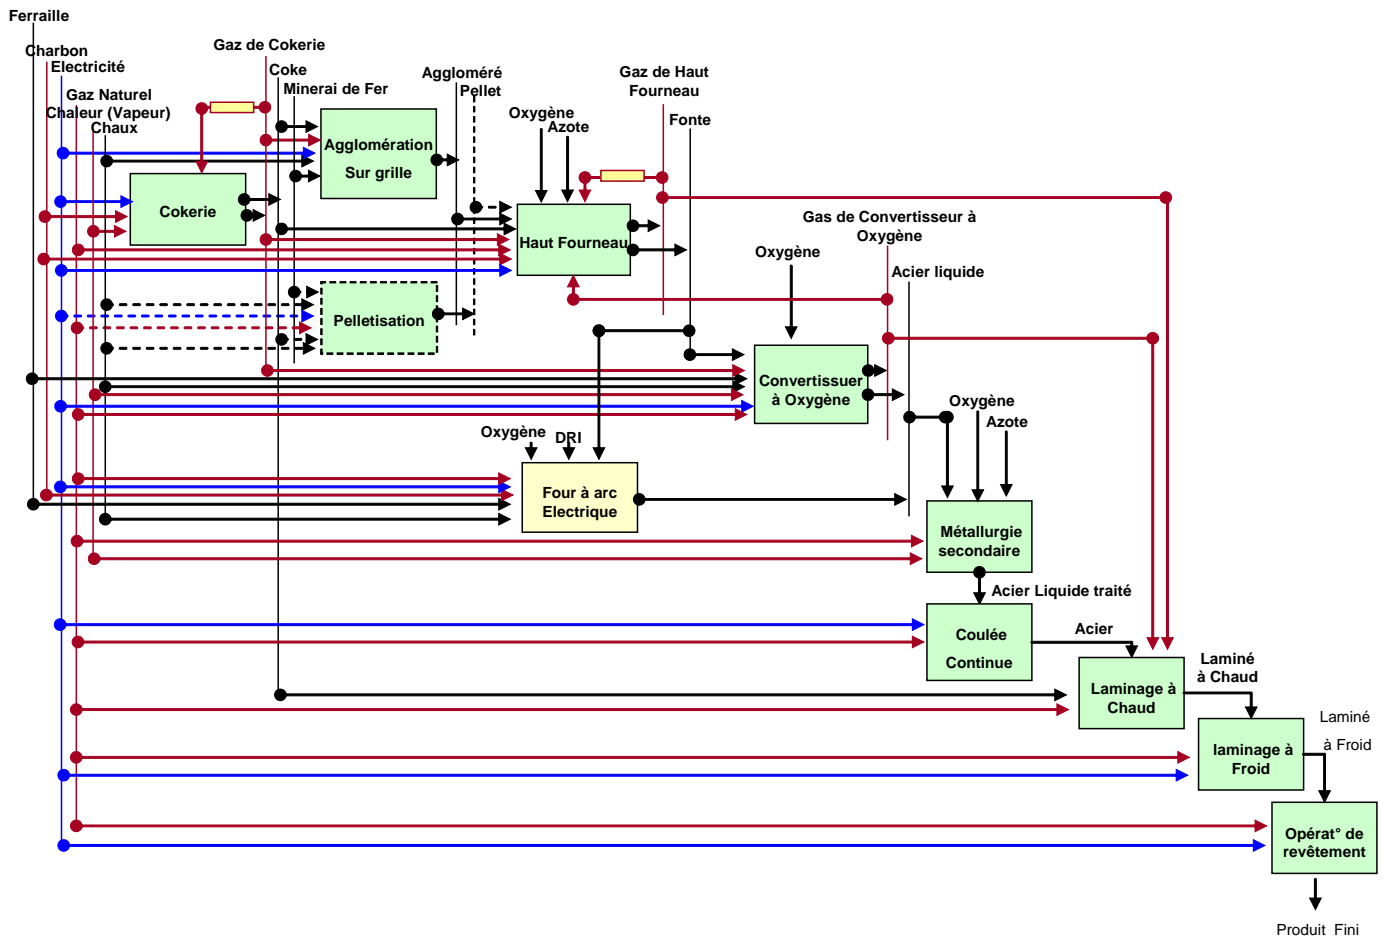 Ferraille
Charbon
Electricité
Gaz Naturel
Chaleur (Vapeur)
Chaux
Gaz de Cokerie
Coke
Minerai de Fer
Aggloméré
Pellet
Oxygène
Azote
Gaz de Haut
Fourneau
Fonte
Agglomération
Sur grille
Cokerie
Haut Fourneau
Gas de Convertisseur à
Oxygène
Oxygène
Acier liquide
Pelletisation
Convertissuer
à Oxygène
Oxygène
Azote
Oxygène
DRI
Four à arc
Electrique
Métallurgie
secondaire
Acier Liquide traité
Coulée
Continue
Acier
Laminé
à Chaud
Laminage à
Chaud
Laminé
à Froid
laminage à
Froid
Opérat° de
revêtement
Produit Fini